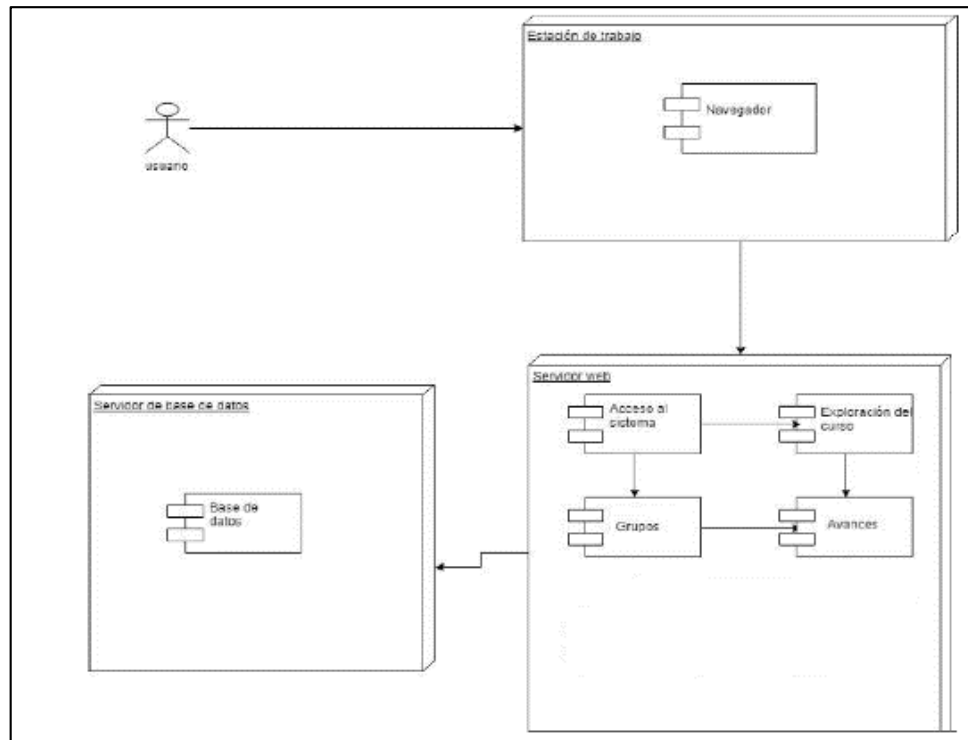 Estación de trabajo
Navegador
usuario
Servidor web
Acceso al
sistema
Exploración del
curso
Grupos
Avances
Servidor de base de datos
Base de
datos